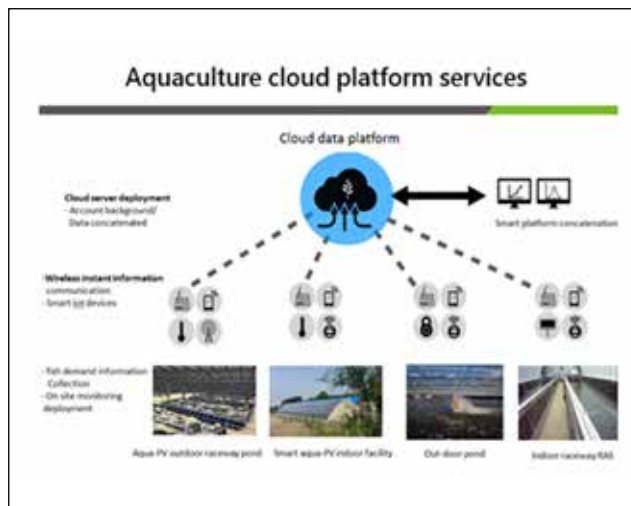 Aquaculture cloud platform services
Cloud data platform
Cloud server deployment
- Account background/
Data concatenated
Smart platform concatenation
Wireless instant information
communication
- Smart iot devices
- fish demand information
Collection
- On site monitoring
deployment
Aqua-PV outdoor raceway pond
Smart aqua-PV indoor facility
Out-door pond
Indoor raceway RAS